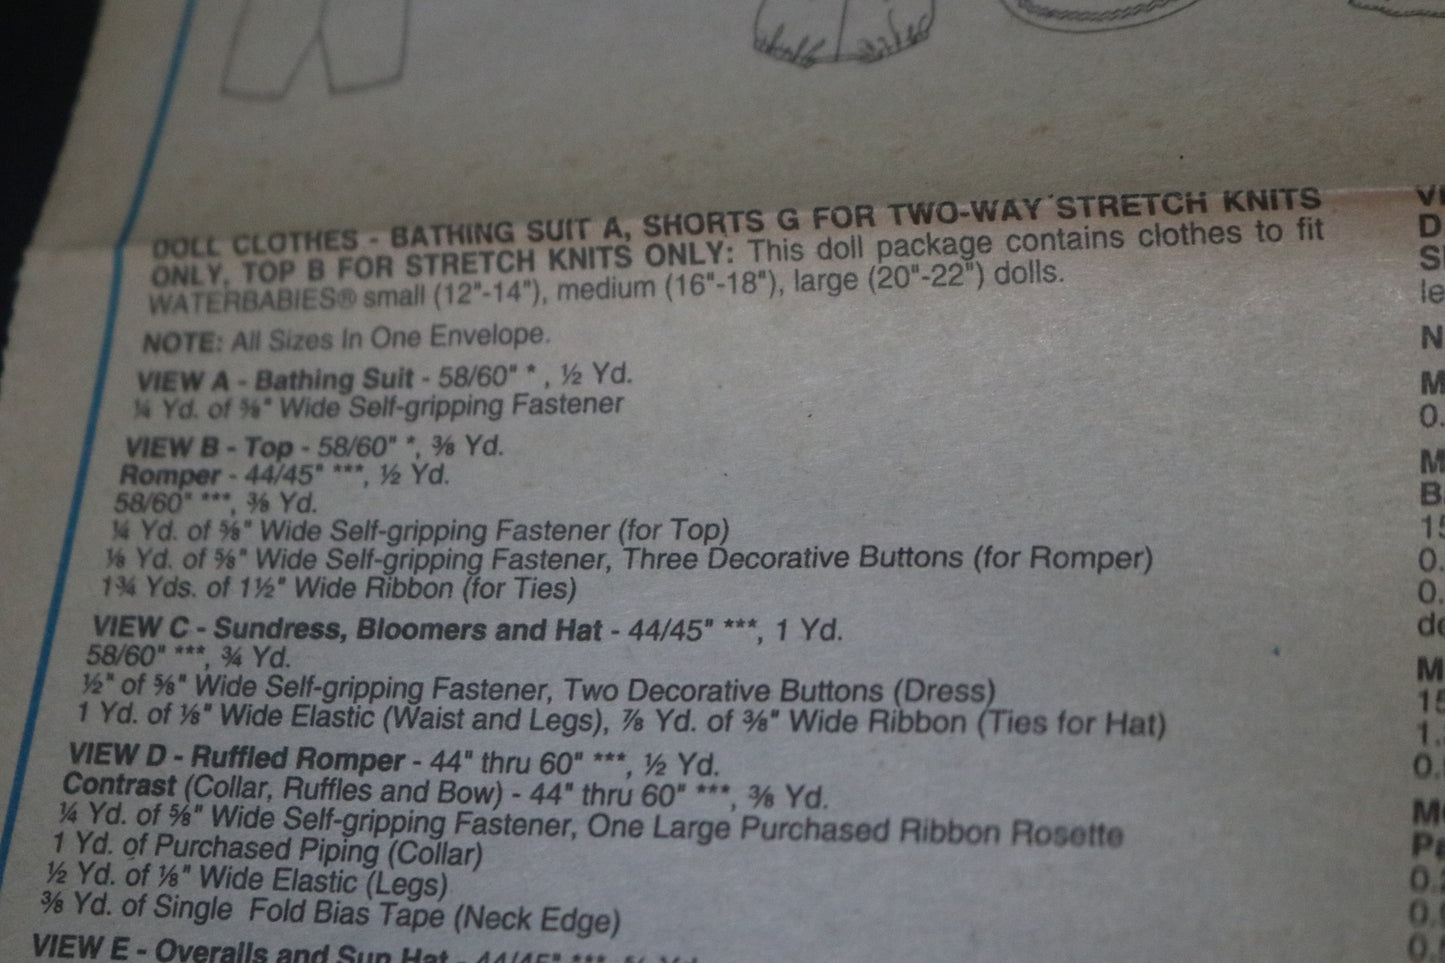 DOLL CLOTHES - BATHING SUIT A, SHORTS G FOR TWO-WAY STRETCH KNITS
ONLY, TOP B FOR STRETCH KNITS ONLY: This doll package contains clothes to fit
WATERBABIES® small (12"-14"), medium (16"-18"), large (20"-22") dolls.
NOTE: All Sizes In One Envelope.
VIEW A - Bathing Suit - 58/60" * , ½ Yd.
¼ Yd. of ⅝" Wide Self-gripping Fastener
VIEW B - Top - 58/60" *, ⅜ Yd.
Romper - 44/45" ***, ½ Yd.
58/60" ***, ⅜ Yd.
¼ Yd. of ⅝" Wide Self-gripping Fastener (for Top)
⅛ Yd. of ⅝" Wide Self-gripping Fastener, Three Decorative Buttons (for Romper)
1¾ Yds. of 1½" Wide Ribbon (for Ties)
VIEW C - Sundress, Bloomers and Hat - 44/45" ***, 1 Yd.
58/60" ***, ¾ Yd.
½" of ⅝" Wide Self-gripping Fastener, Two Decorative Buttons (Dress)
1 Yd. of ⅛" Wide Elastic (Waist and Legs), ⅞ Yd. of ⅜" Wide Ribbon (Ties for Hat)
VIEW D - Ruffled Romper - 44" thru 60" ***, ½ Yd.
Contrast (Collar, Ruffles and Bow) - 44" thru 60" ***, ⅜ Yd.
¼ Yd. of ⅝" Wide Self-gripping Fastener, One Large Purchased Ribbon Rosette
1 Yd. of Purchased Piping (Collar)
½ Yd. of ⅛" Wide Elastic (Legs)
⅜ Yd. of Single Fold Bias Tape (Neck Edge)
VIEW E - Overalls and Sun Hat - 44/45" ***, Yd.